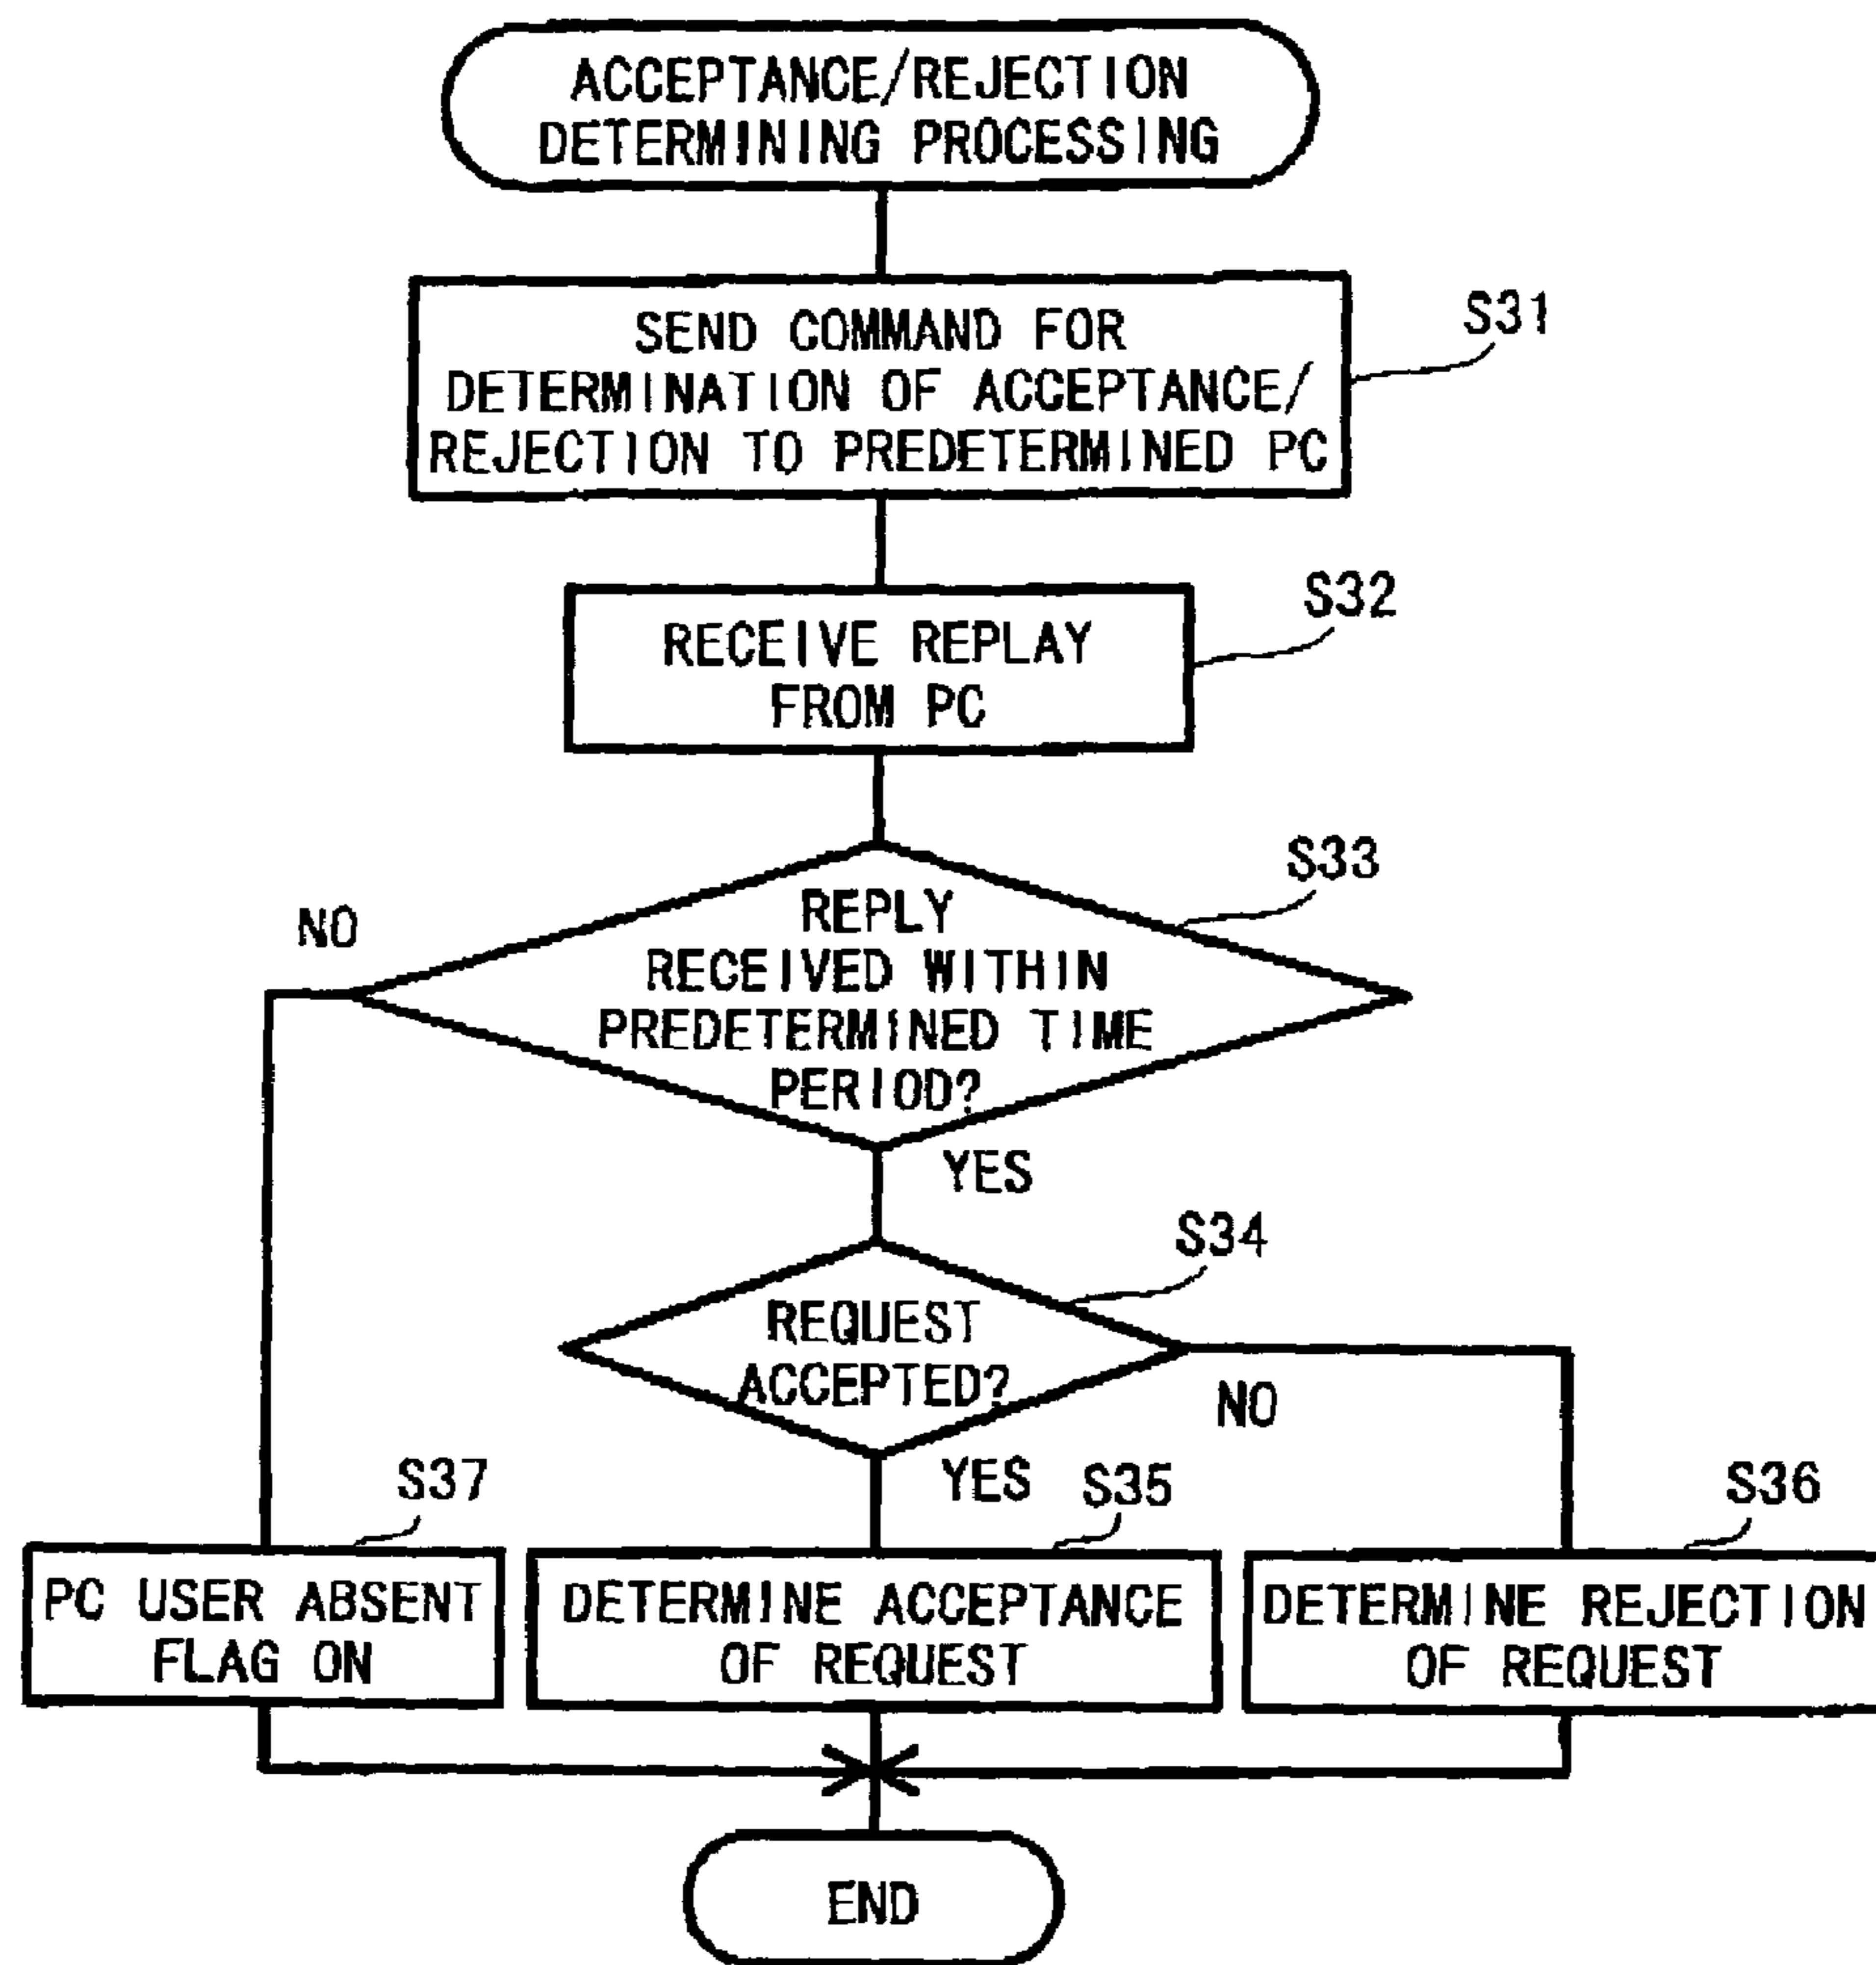 ACCEPTANCE/REJECTION
DETERMINING PROCESSING
SEND COMMAND FOR
DETERMINATION OF ACCEPTANCE/
REJECTION TO PREDETERMINED PC
S31
RECEIVE REPLAY
FROM PC
S32
REPLY
RECEIVED WITHIN
PREDETERMINED TIME
PERIOD?
S33
NO
YES
REQUEST
ACCEPTED?
S34
NO
YES
S37
PC USER ABSENT
FLAG ON
S35
DETERMINE ACCEPTANCE
OF REQUEST
S36
DETERMINE REJECTION
OF REQUEST
END